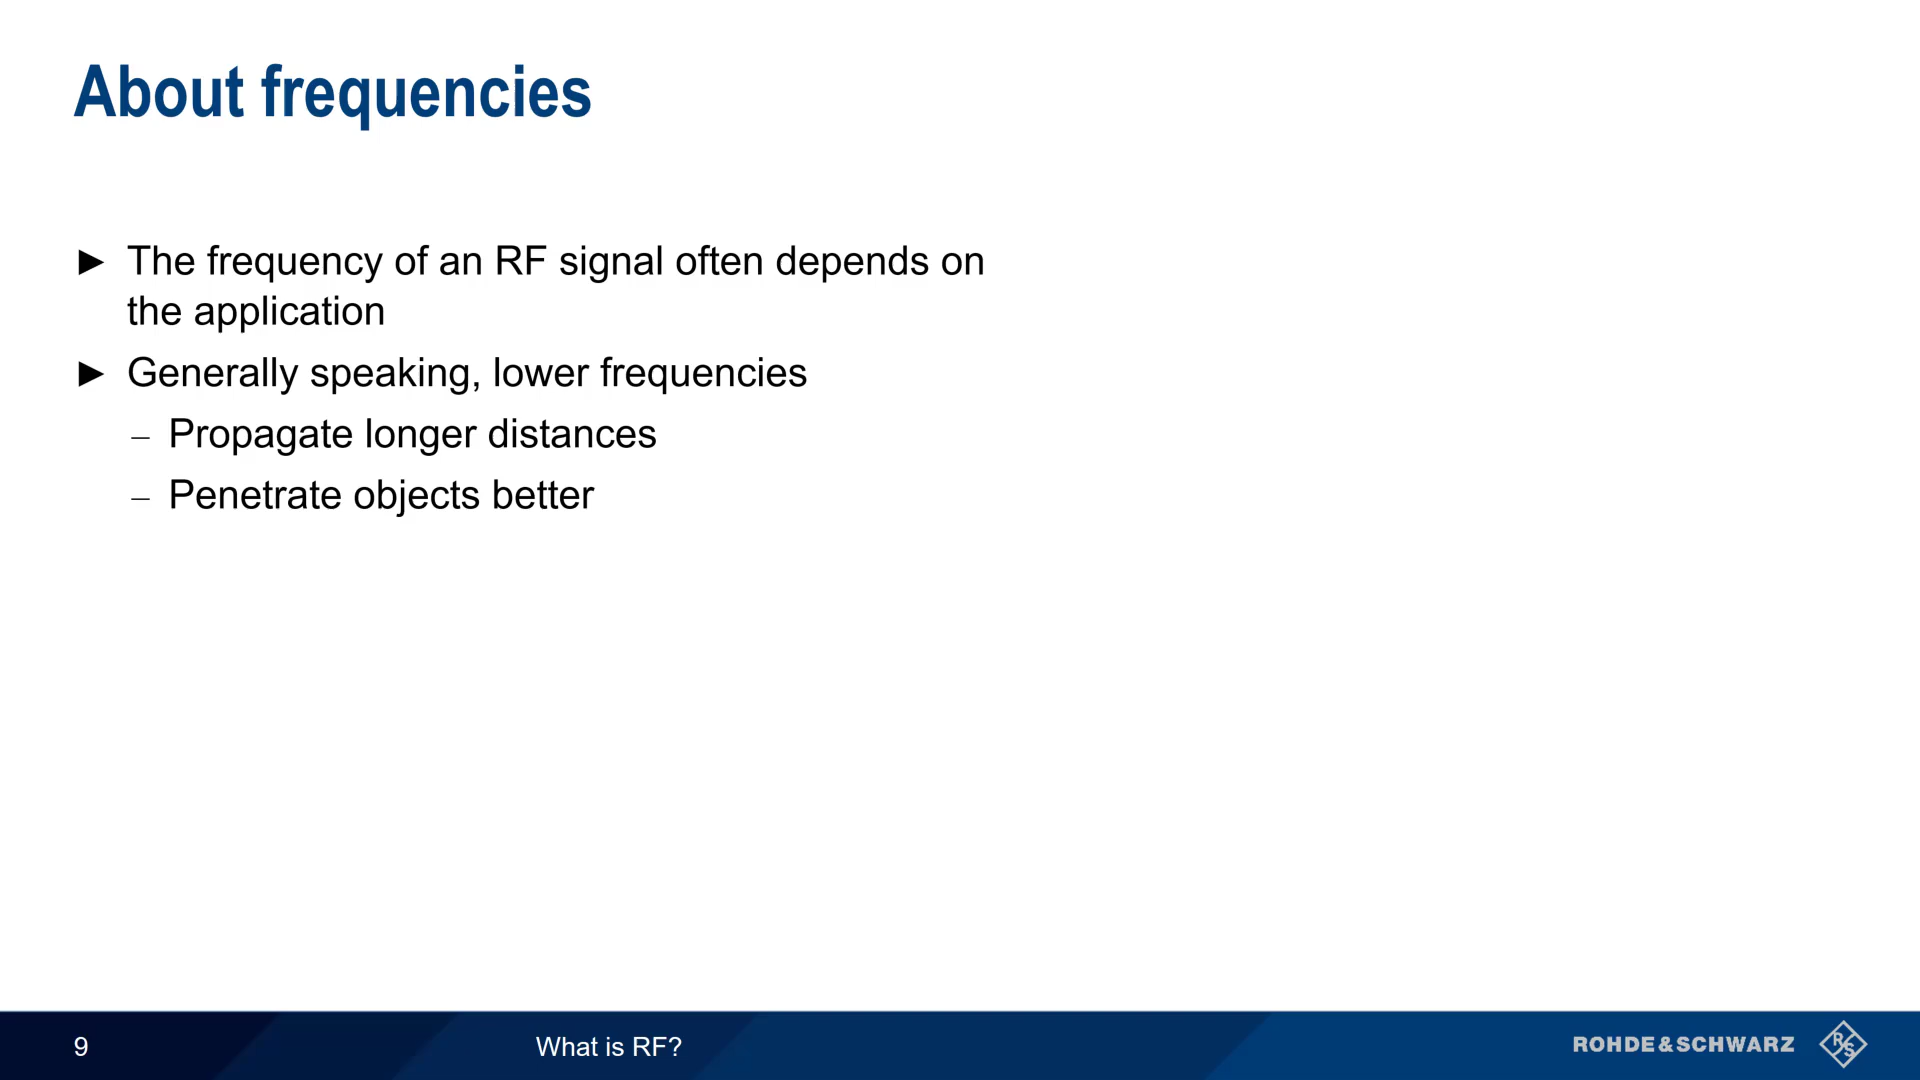 About frequencies
► The frequency of an RF signal often depends on
the application
► Generally speaking, lower frequencies
– Propagate longer distances
– Penetrate objects better
9
What is RF?
ROHDE&SCHWARZ
R&S